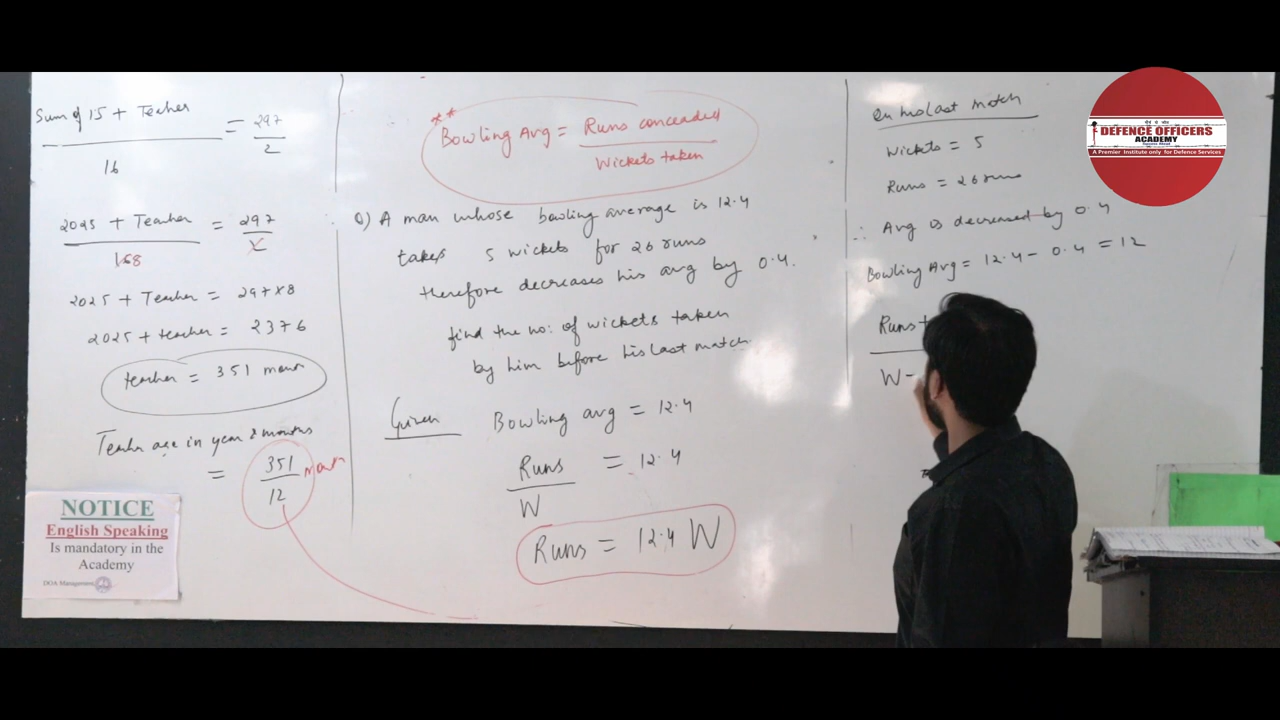 Sum of 15 + Teacher
= 297
16
2
2025 + Teacher = 297
168
2
2025 + Teacher = 297 × 8
2025 + teacher = 2376
teacher = 351 month
Teacher age in year & months
= 351 month
12
NOTICE
English Speaking
Is mandatory in the
Academy
DOA Management
**
Bowling Avg = Runs conceaded
Wickets taken
Q) A man whose bowling average is 12.4
takes 5 wickets for 26 runs
therefore decreases his avg by 0.4.
find the no: of wickets taken
by him before his last match.
Given Bowling avg = 12.4
Runs = 12.4
W
Runs = 12.4 W
On his last match
Wickets = 5
Runs = 26 runs
∴ Avg is decreased by 0.4
Bowling Avg = 12.4 - 0.4 = 12
Runs +
W
DEFENCE OFFICERS
ACADEMY
A Premier Institute only for Defence Services